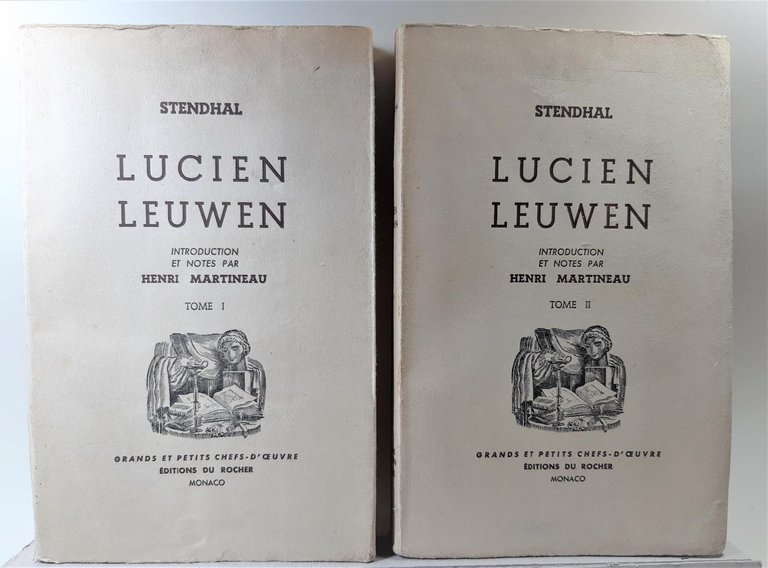 STENDHAL
LUCIEN
LEUWEN
INTRODUCTION
ET NOTES PAR
HENRI MARTINEAU
TOME I
GRANDS ET PETITS CHEFS-D'ŒUVRE
ÉDITIONS DU ROCHER
MONACO
STENDHAL
LUCIEN
LEUWEN
INTRODUCTION
ET NOTES PAR
HENRI MARTINEAU
TOME II
GRANDS ET PETITS CHEFS-D'ŒUVRE
ÉDITIONS DU ROCHER
MONACO